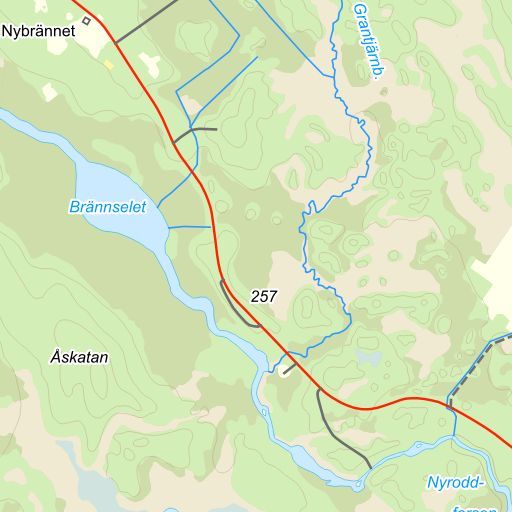 Nybrännet
Grantjärnb.
Brännselet
257
Åskatan
Nyrodd-
forsen